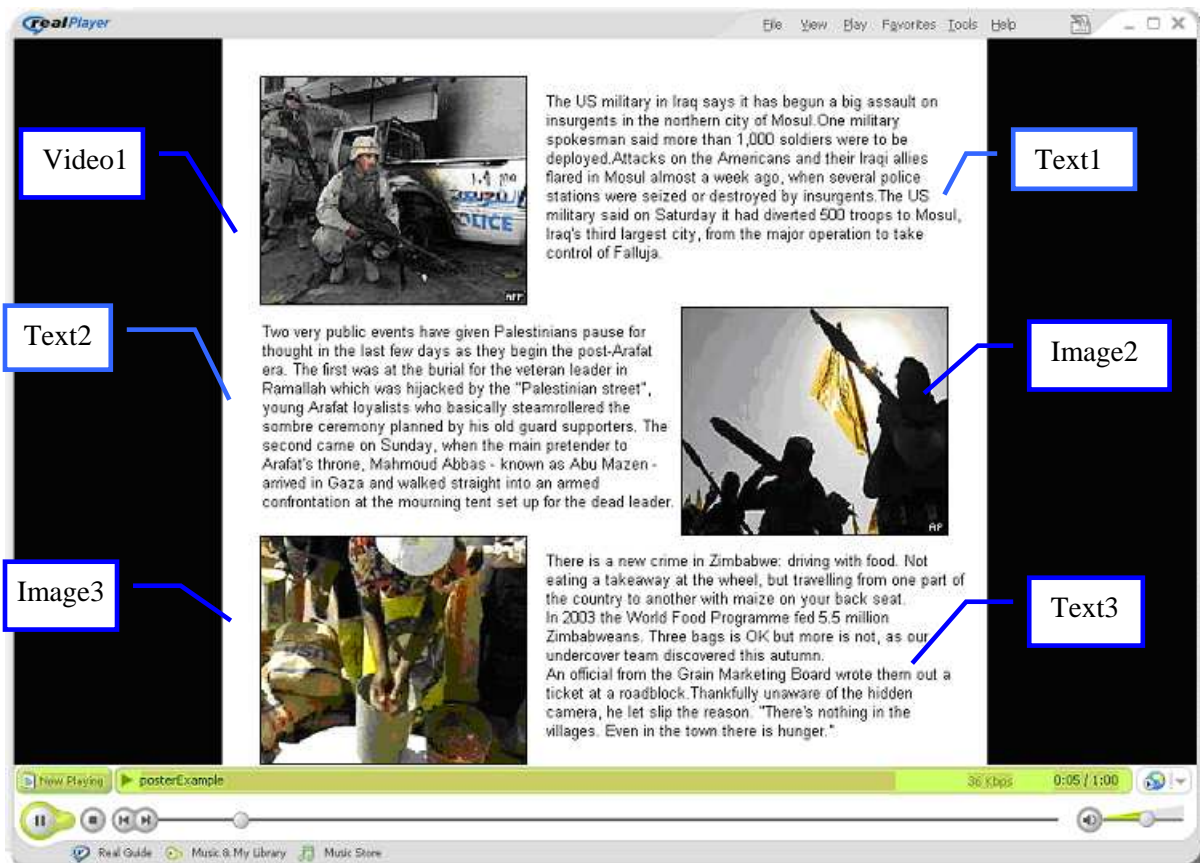 realPlayer
File View Play Favorites Tools Help
Video1
The US military in Iraq says it has begun a big assault on
insurgents in the northern city of Mosul.One military
spokesman said more than 1,000 soldiers were to be
deployed.Attacks on the Americans and their Iraqi allies
flared in Mosul almost a week ago, when several police
stations were seized or destroyed by insurgents.The US
military said on Saturday it had diverted 500 troops to Mosul,
Iraq's third largest city, from the major operation to take
control of Falluja.
Text1
OLICE
AFP
Text2
Two very public events have given Palestinians pause for
thought in the last few days as they begin the post-Arafat
era. The first was at the burial for the veteran leader in
Ramallah which was hijacked by the "Palestinian street",
young Arafat loyalists who basically steamrollered the
sombre ceremony planned by his old guard supporters. The
second came on Sunday, when the main pretender to
Arafat's throne, Mahmoud Abbas - known as Abu Mazen -
arrived in Gaza and walked straight into an armed
confrontation at the mourning tent set up for the dead leader.
Image2
AP
Image3
There is a new crime in Zimbabwe: driving with food. Not
eating a takeaway at the wheel, but travelling from one part of
the country to another with maize on your back seat.
In 2003 the World Food Programme fed 5.5 million
Zimbabweans. Three bags is OK but more is not, as our
undercover team discovered this autumn.
An official from the Grain Marketing Board wrote them out a
ticket at a roadblock.Thankfully unaware of the hidden
camera, he let slip the reason. "There's nothing in the
villages. Even in the town there is hunger."
Text3
Now Playing posterExample 36 Kbps 0:05 / 1:00
Real Guide Music & My Library Music Store